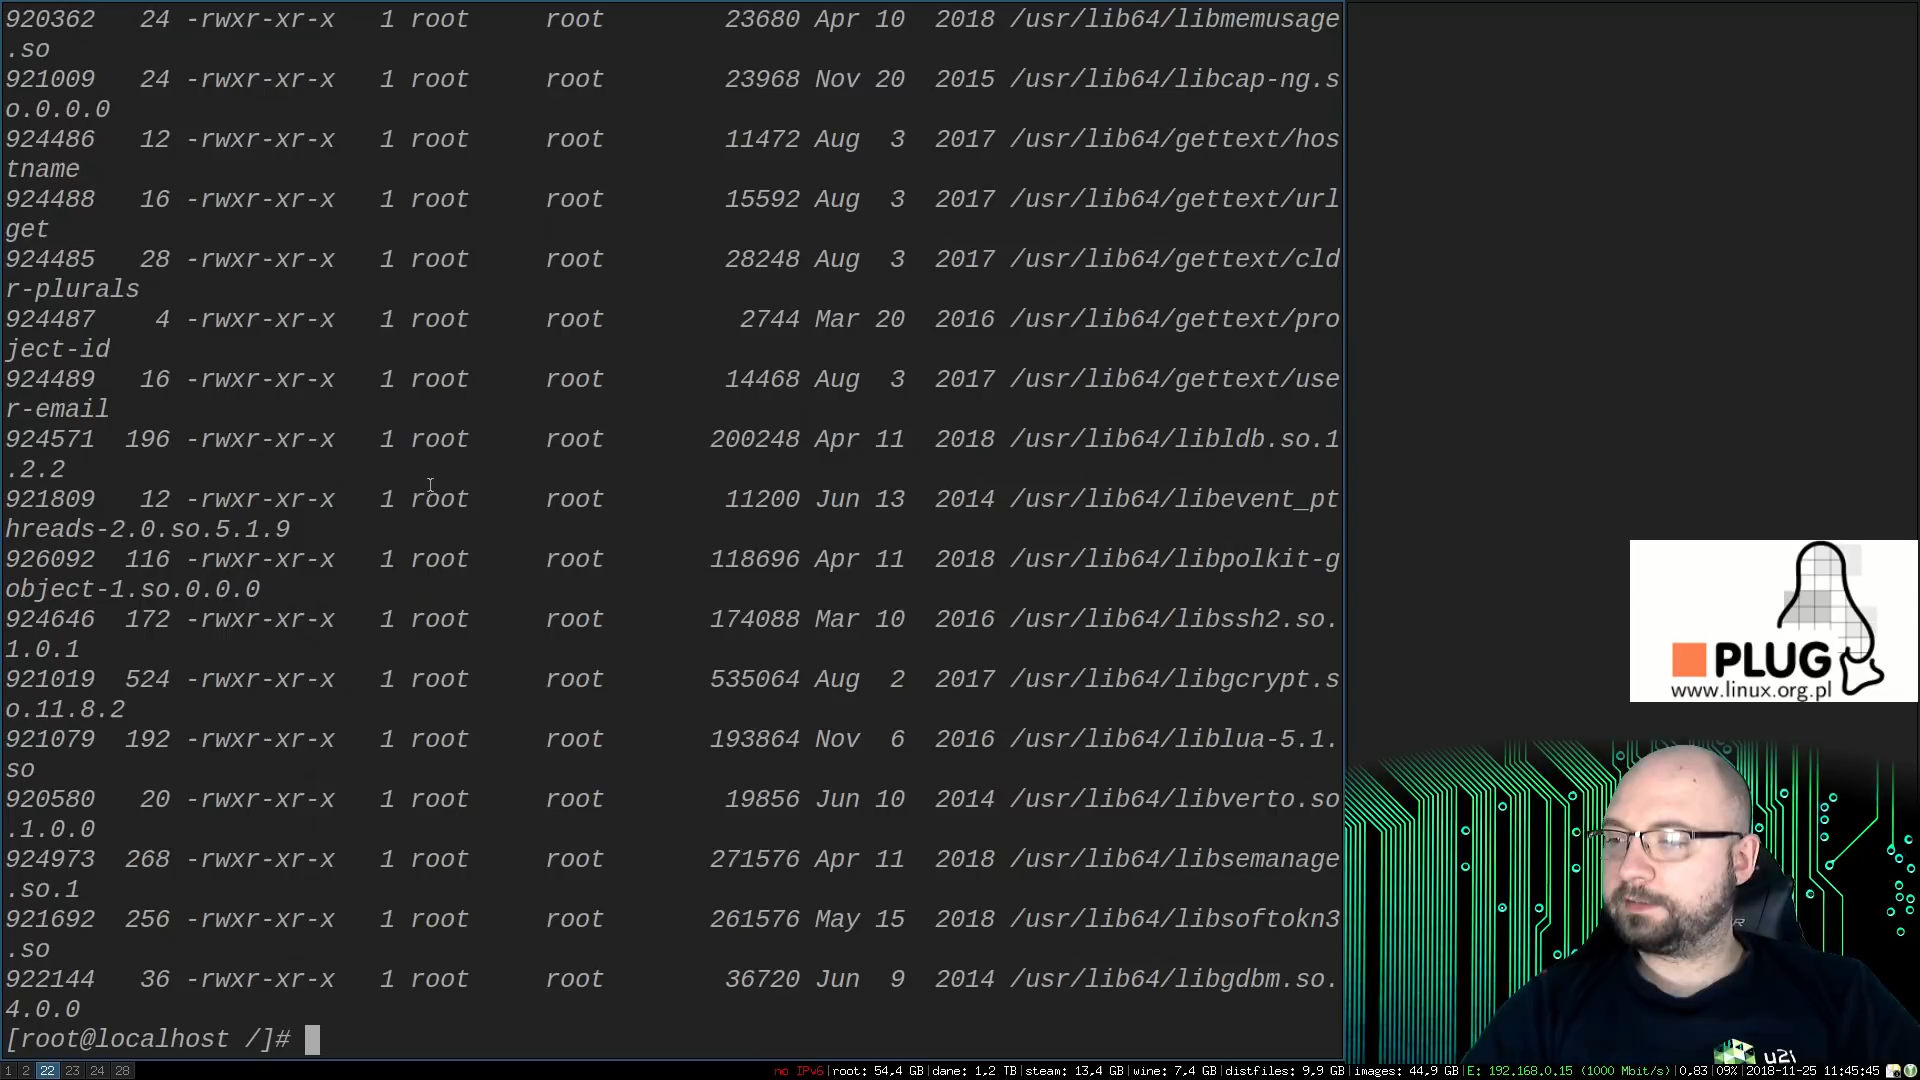 920362   24 -rwxr-xr-x   1 root     root        23680 Apr 10  2018 /usr/lib64/libmemusage
.so
921009   24 -rwxr-xr-x   1 root     root        23968 Nov 20  2015 /usr/lib64/libcap-ng.s
o.0.0.0
924486   12 -rwxr-xr-x   1 root     root        11472 Aug  3  2017 /usr/lib64/gettext/hos
tname
924488   16 -rwxr-xr-x   1 root     root        15592 Aug  3  2017 /usr/lib64/gettext/url
get
924485   28 -rwxr-xr-x   1 root     root        28248 Aug  3  2017 /usr/lib64/gettext/cld
r-plurals
924487    4 -rwxr-xr-x   1 root     root         2744 Mar 20  2016 /usr/lib64/gettext/pro
ject-id
924489   16 -rwxr-xr-x   1 root     root        14468 Aug  3  2017 /usr/lib64/gettext/use
r-email
924571  196 -rwxr-xr-x   1 root     root       200248 Apr 11  2018 /usr/lib64/libldb.so.1
.2.2
921809   12 -rwxr-xr-x   1 root     root        11200 Jun 13  2014 /usr/lib64/libevent_pt
hreads-2.0.so.5.1.9
926092  116 -rwxr-xr-x   1 root     root       118696 Apr 11  2018 /usr/lib64/libpolkit-g
object-1.so.0.0.0
924646  172 -rwxr-xr-x   1 root     root       174088 Mar 10  2016 /usr/lib64/libssh2.so.
1.0.1
921019  524 -rwxr-xr-x   1 root     root       535064 Aug  2  2017 /usr/lib64/libgcrypt.s
o.11.8.2
921079  192 -rwxr-xr-x   1 root     root       193864 Nov  6  2016 /usr/lib64/liblua-5.1.
so
920580   20 -rwxr-xr-x   1 root     root        19856 Jun 10  2014 /usr/lib64/libverto.so
.1.0.0
924973  268 -rwxr-xr-x   1 root     root       271576 Apr 11  2018 /usr/lib64/libsemanage
.so.1
921692  256 -rwxr-xr-x   1 root     root       261576 May 15  2018 /usr/lib64/libsoftokn3
.so
922144   36 -rwxr-xr-x   1 root     root        36720 Jun  9  2014 /usr/lib64/libgdbm.so.
4.0.0
[root@localhost /]#
PLUG
www.linux.org.pl
R
u2i
1 2 22 23 24 28
no IPv6|root: 54,4 GB|dane: 1,2 TB|steam: 13,4 GB|wine: 7,4 GB|distfiles: 9,9 GB|images: 44,9 GB|E: 192.168.0.15 (1000 Mbit/s)|0,83|09%|2018-11-25 11:45:45